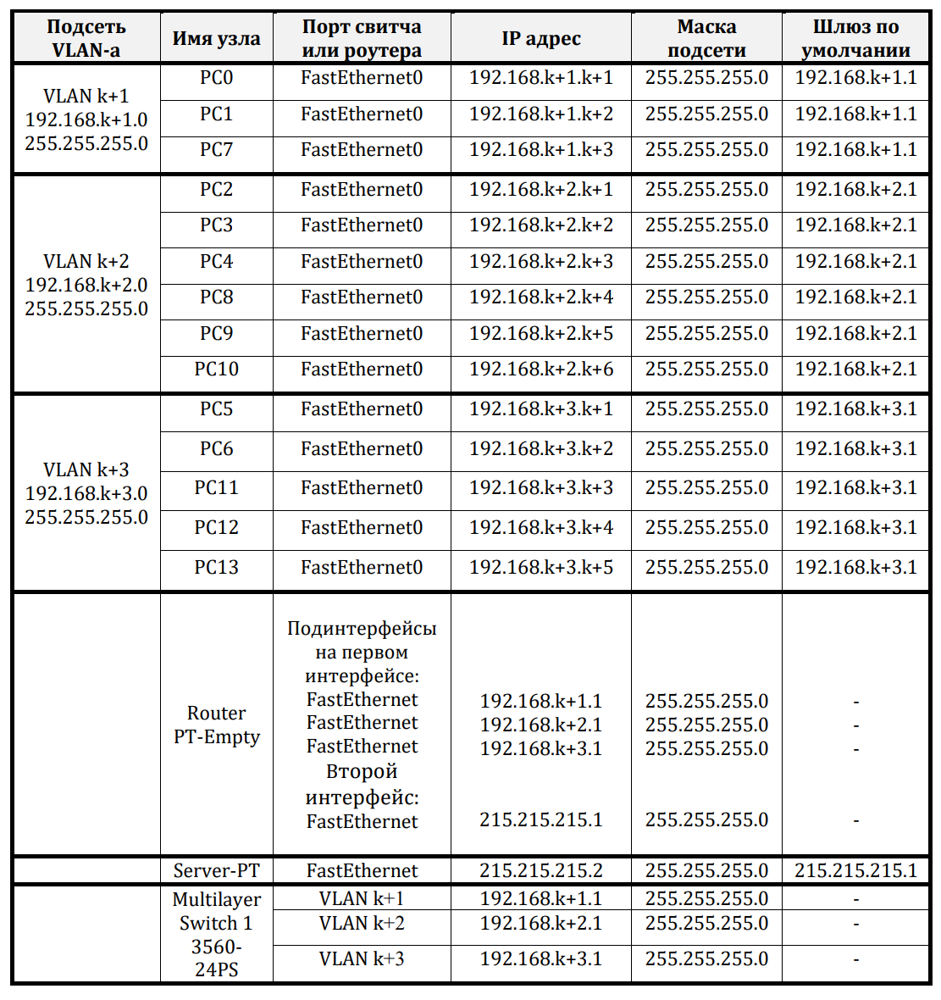 Подсеть VLAN-а | Имя узла | Порт свитча или роутера | IP адрес | Маска подсети | Шлюз по умолчании
VLAN k+1
192.168.k+1.0
255.255.255.0
PC0 | FastEthernet0 | 192.168.k+1.k+1 | 255.255.255.0 | 192.168.k+1.1
PC1 | FastEthernet0 | 192.168.k+1.k+2 | 255.255.255.0 | 192.168.k+1.1
PC7 | FastEthernet0 | 192.168.k+1.k+3 | 255.255.255.0 | 192.168.k+1.1
VLAN k+2
192.168.k+2.0
255.255.255.0
PC2 | FastEthernet0 | 192.168.k+2.k+1 | 255.255.255.0 | 192.168.k+2.1
PC3 | FastEthernet0 | 192.168.k+2.k+2 | 255.255.255.0 | 192.168.k+2.1
PC4 | FastEthernet0 | 192.168.k+2.k+3 | 255.255.255.0 | 192.168.k+2.1
PC8 | FastEthernet0 | 192.168.k+2.k+4 | 255.255.255.0 | 192.168.k+2.1
PC9 | FastEthernet0 | 192.168.k+2.k+5 | 255.255.255.0 | 192.168.k+2.1
PC10 | FastEthernet0 | 192.168.k+2.k+6 | 255.255.255.0 | 192.168.k+2.1
VLAN k+3
192.168.k+3.0
255.255.255.0
PC5 | FastEthernet0 | 192.168.k+3.k+1 | 255.255.255.0 | 192.168.k+3.1
PC6 | FastEthernet0 | 192.168.k+3.k+2 | 255.255.255.0 | 192.168.k+3.1
PC11 | FastEthernet0 | 192.168.k+3.k+3 | 255.255.255.0 | 192.168.k+3.1
PC12 | FastEthernet0 | 192.168.k+3.k+4 | 255.255.255.0 | 192.168.k+3.1
PC13 | FastEthernet0 | 192.168.k+3.k+5 | 255.255.255.0 | 192.168.k+3.1
Router
PT-Empty
Подинтерфейсы
на первом
интерфейсе:
FastEthernet | 192.168.k+1.1 | 255.255.255.0 | -
FastEthernet | 192.168.k+2.1 | 255.255.255.0 | -
FastEthernet | 192.168.k+3.1 | 255.255.255.0 | -
Второй
интерфейс:
FastEthernet | 215.215.215.1 | 255.255.255.0 | -
Server-PT | FastEthernet | 215.215.215.2 | 255.255.255.0 | 215.215.215.1
Multilayer
Switch 1
3560-
24PS
VLAN k+1 | 192.168.k+1.1 | 255.255.255.0 | -
VLAN k+2 | 192.168.k+2.1 | 255.255.255.0 | -
VLAN k+3 | 192.168.k+3.1 | 255.255.255.0 | -